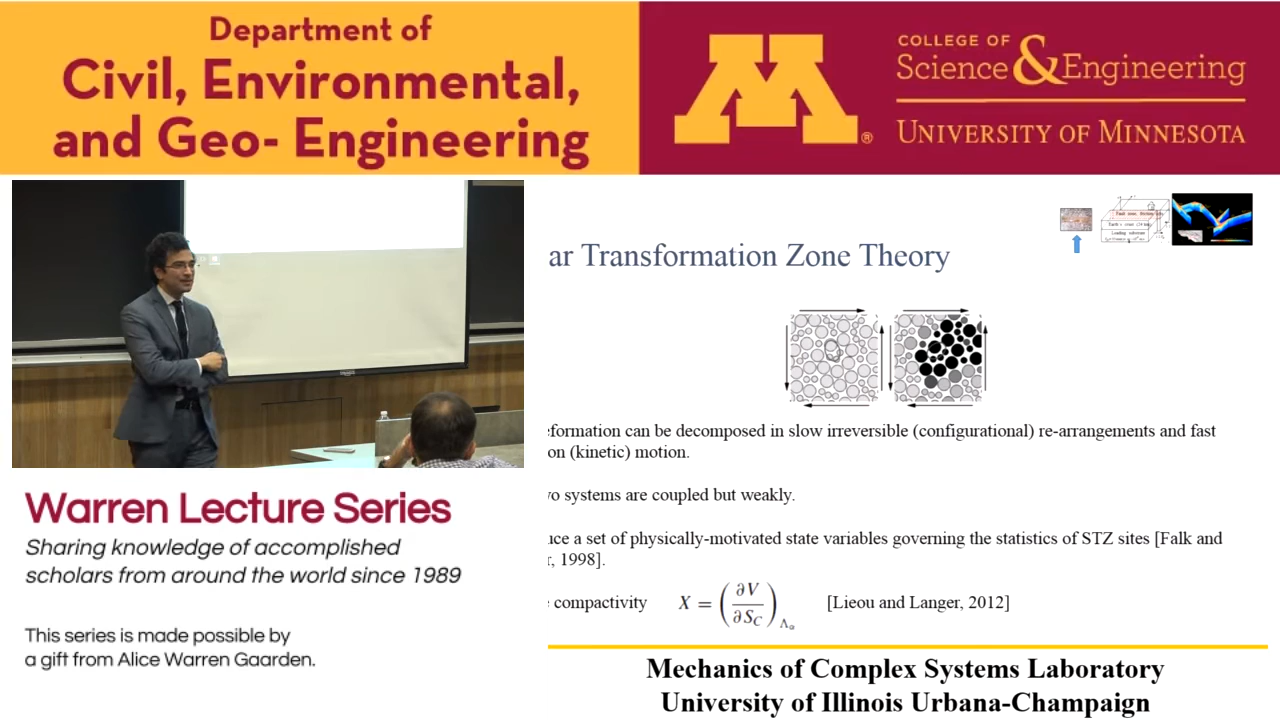 Department of
Civil, Environmental,
and Geo- Engineering
M®
COLLEGE OF
Science & Engineering
UNIVERSITY OF MINNESOTA
ar Transformation Zone Theory
formation can be decomposed in slow irreversible (configurational) re-arrangements and fast
on (kinetic) motion.
o systems are coupled but weakly.
ce a set of physically-motivated state variables governing the statistics of STZ sites [Falk and
r, 1998].
compactivity X = (∂V/∂S_C)_Λα [Lieou and Langer, 2012]
Mechanics of Complex Systems Laboratory
University of Illinois Urbana-Champaign
Warren Lecture Series
Sharing knowledge of accomplished
scholars from around the world since 1989
This series is made possible by
a gift from Alice Warren Gaarden.